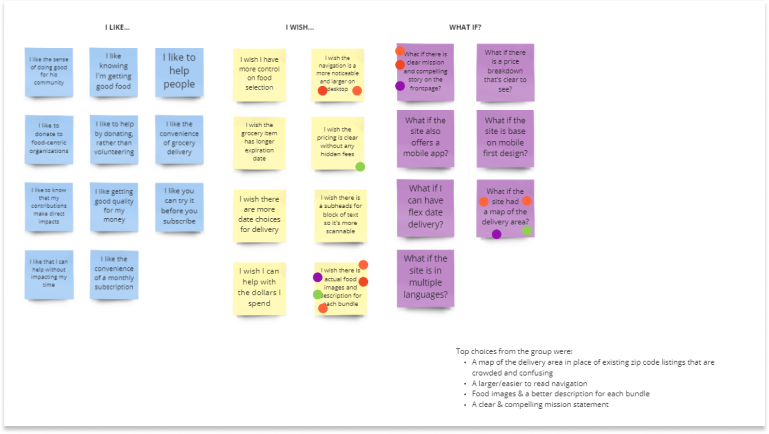 I LIKE...
I WISH...
WHAT IF?
I like the sense
of doing good
for his
community
I like
knowing
I'm getting
good food
I like to
help
people
I like to
donate to
food-centric
organizations
I like to help
by donating,
rather than
volunteering
I like the
convenience
of grocery
delivery
I like to know
that my
contributions
make direct
impacts
I like getting
good quality
for my
money
I like you
can try it
before you
subscribe
I like that I can
help without
impacting my
time
I like the
convenience
of a monthly
subscription
I wish I have
more control
on food
selection
I wish the
navigation is a
more noticeable
and larger on
desktop
I wish the
grocery item
has longer
expiration
date
I wish the
pricing is clear
without any
hidden fees
I wish there
are more
date choices
for delivery
I wish there is
a subheads for
block of text
so it's more
scannable
I wish I can
help with
the dollars I
spend
I wish there is
actual food
images and
description for
each bundle
What if there is
clear mission
and compelling
story on the
frontpage?
What if there
is a price
breakdown
that's clear to
see?
What if the
site also
offers a
mobile app?
What if the
site is base
on mobile
first design?
What if I
can have
flex date
delivery?
What if the
site had
a map of the
delivery area?
What if the
site is in
multiple
languages?
Top choices from the group were:
• A map of the delivery area in place of existing zip code listings that are
crowded and confusing
• A larger/easier to read navigation
• Food images & a better description for each bundle
• A clear & compelling mission statement